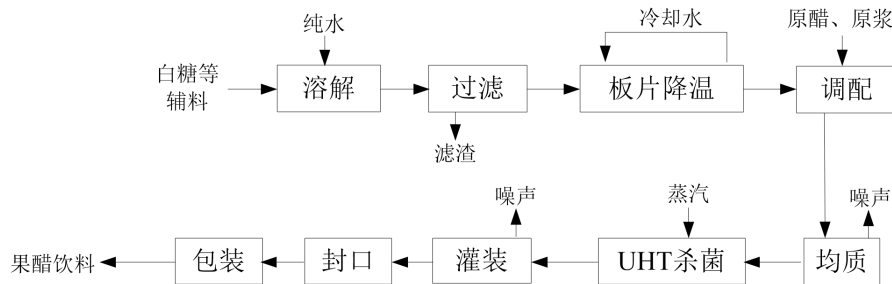 纯水
冷却水
原醋、原浆
白糖等
辅料
溶解
过滤
板片降温
调配
滤渣
噪声
蒸汽
噪声
果醋饮料
包装
封口
灌装
UHT杀菌
均质